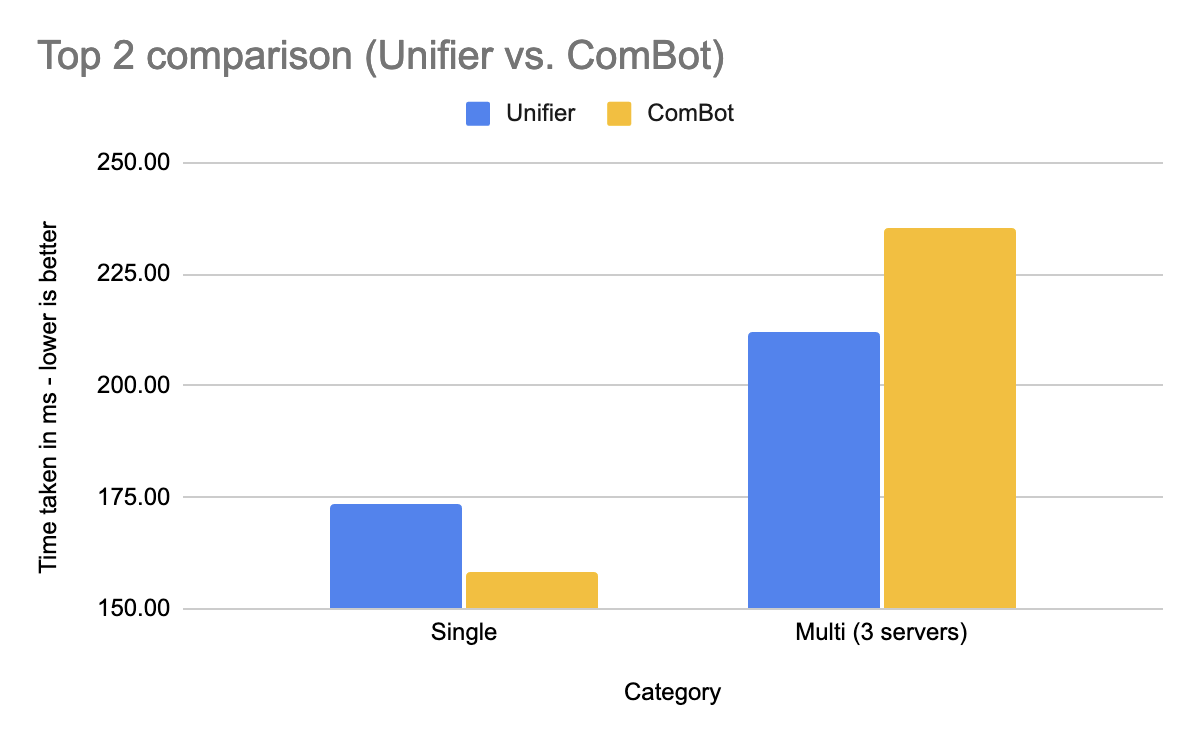 Top 2 comparison (Unifier vs. ComBot)
Unifier
ComBot
Time taken in ms - lower is better
250.00
225.00
200.00
175.00
150.00
Single
Multi (3 servers)
Category